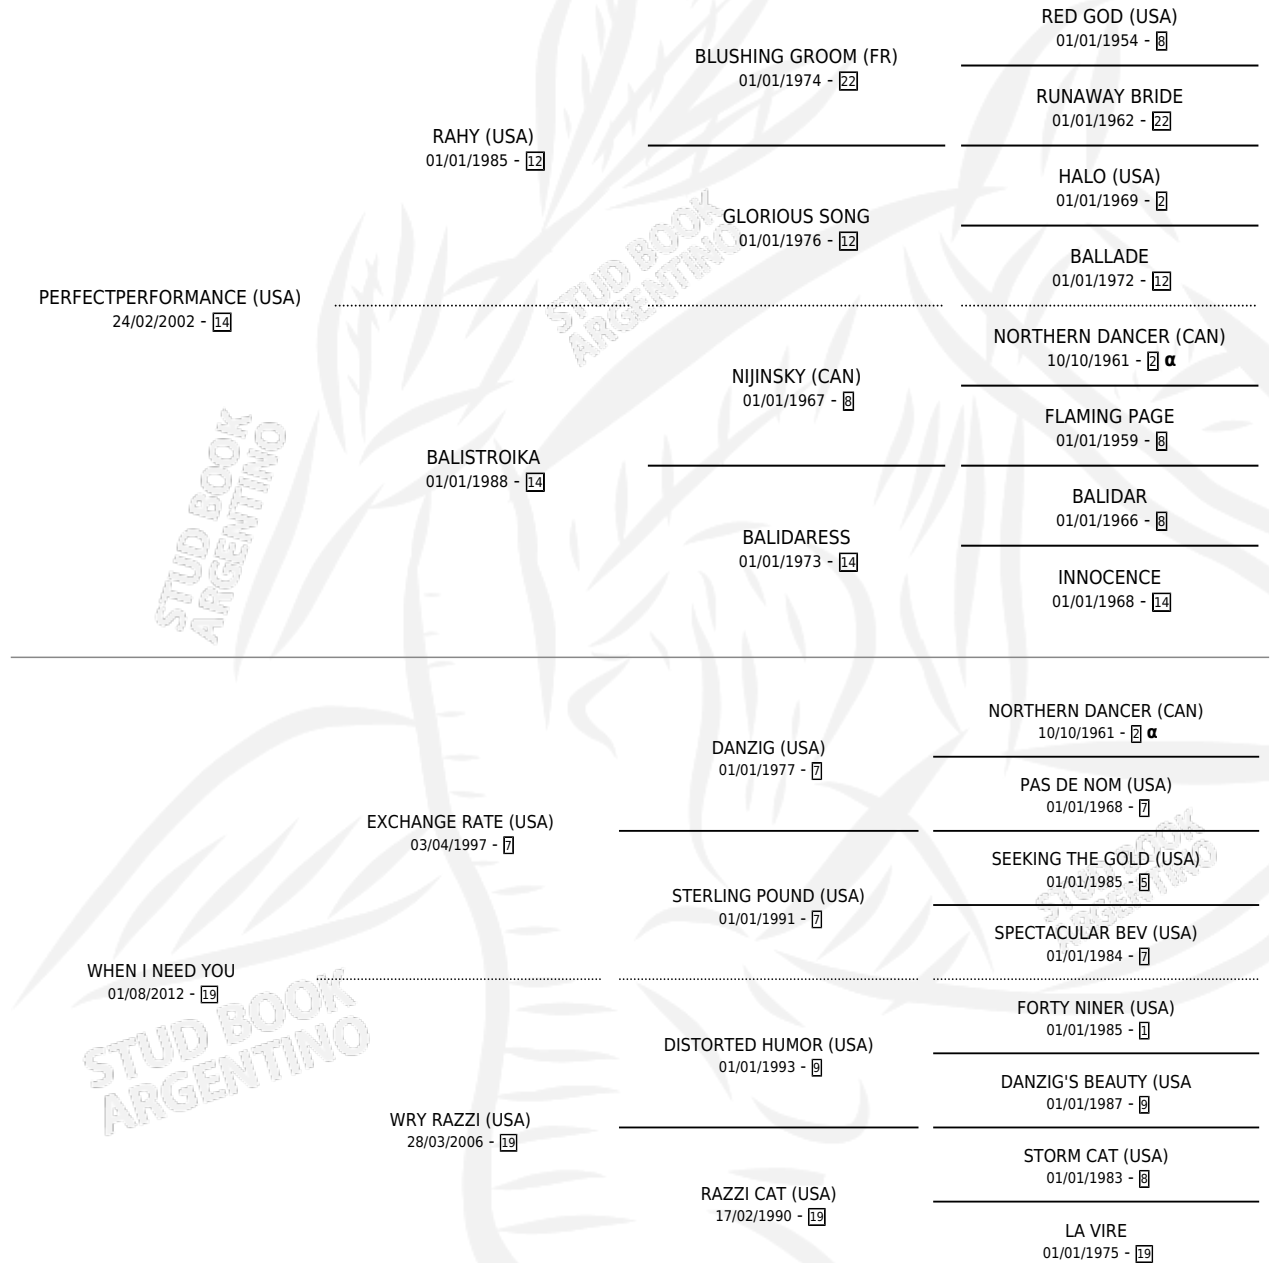 RED GOD (USA)
01/01/1954 - 8
BLUSHING GROOM (FR)
01/01/1974 - 22
RUNAWAY BRIDE
01/01/1962 - 22
RAHY (USA)
01/01/1985 - 12
HALO (USA)
01/01/1969 - 2
GLORIOUS SONG
01/01/1976 - 12
BALLADE
01/01/1972 - 12
PERFECTPERFORMANCE (USA)
24/02/2002 - 14
NORTHERN DANCER (CAN)
10/10/1961 - 2 α
NIJINSKY (CAN)
01/01/1967 - 8
FLAMING PAGE
01/01/1959 - 8
BALISTROIKA
01/01/1988 - 14
BALIDAR
01/01/1966 - 8
BALIDARESS
01/01/1973 - 14
INNOCENCE
01/01/1968 - 14
STUD BOOK
ARGENTINO
STUD BOOK
ARGENTINO
NORTHERN DANCER (CAN)
10/10/1961 - 2 α
DANZIG (USA)
01/01/1977 - 7
PAS DE NOM (USA)
01/01/1968 - 7
EXCHANGE RATE (USA)
03/04/1997 - 7
SEEKING THE GOLD (USA)
01/01/1985 - 5
STERLING POUND (USA)
01/01/1991 - 7
SPECTACULAR BEV (USA)
01/01/1984 - 7
WHEN I NEED YOU
01/08/2012 - 19
FORTY NINER (USA)
01/01/1985 - 1
DISTORTED HUMOR (USA)
01/01/1993 - 9
DANZIG'S BEAUTY (USA
01/01/1987 - 9
WRY RAZZI (USA)
28/03/2006 - 19
STORM CAT (USA)
01/01/1983 - 8
RAZZI CAT (USA)
17/02/1990 - 19
LA VIRE
01/01/1975 - 19
STUD BOOK
ARGENTINO
STUD BOOK
ARGENTINO